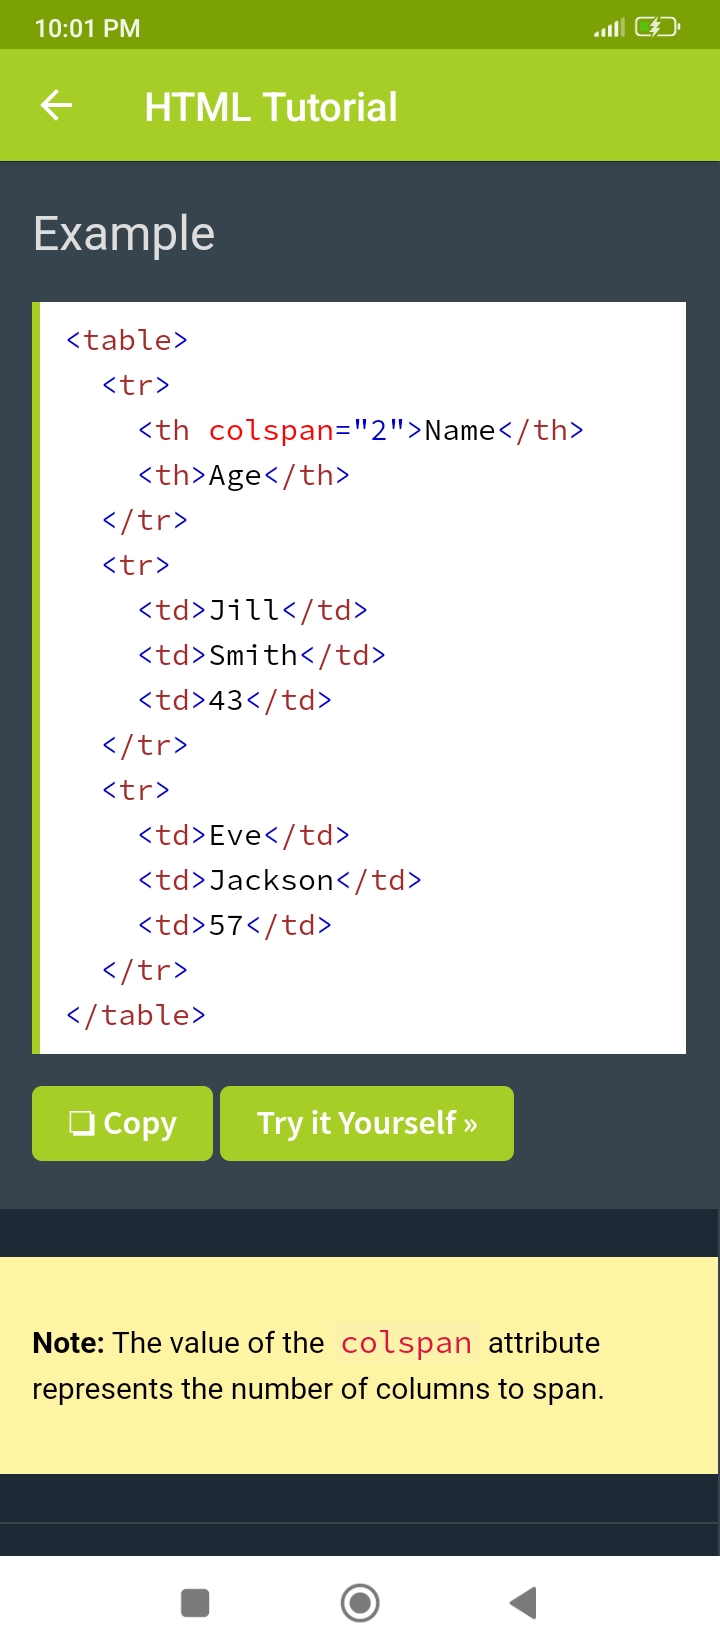 10:01 PM
HTML Tutorial
Example
<table>
  <tr>
    <th colspan="2">Name</th>
    <th>Age</th>
  </tr>
  <tr>
    <td>Jill</td>
    <td>Smith</td>
    <td>43</td>
  </tr>
  <tr>
    <td>Eve</td>
    <td>Jackson</td>
    <td>57</td>
  </tr>
</table>
❏ Copy
Try it Yourself »
Note: The value of the colspan attribute
represents the number of columns to span.